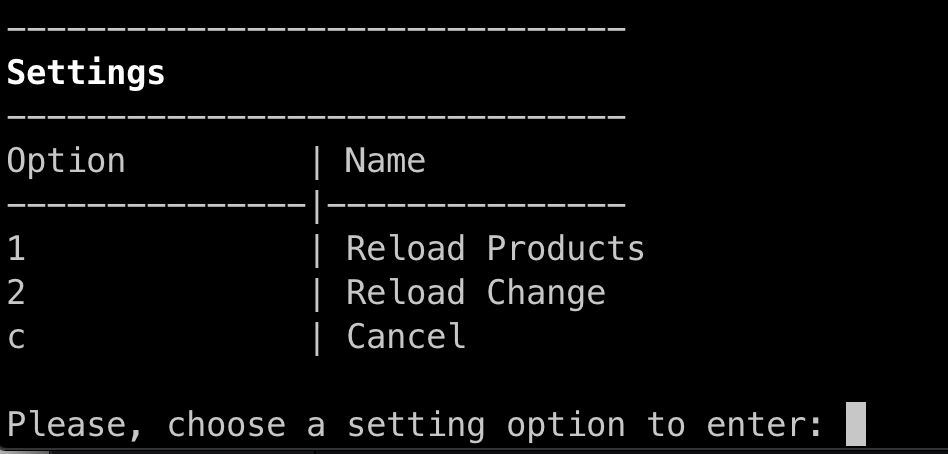 -------------------------------
Settings
-------------------------------
Option         | Name
---------------|---------------
1              | Reload Products
2              | Reload Change
c              | Cancel
Please, choose a setting option to enter: